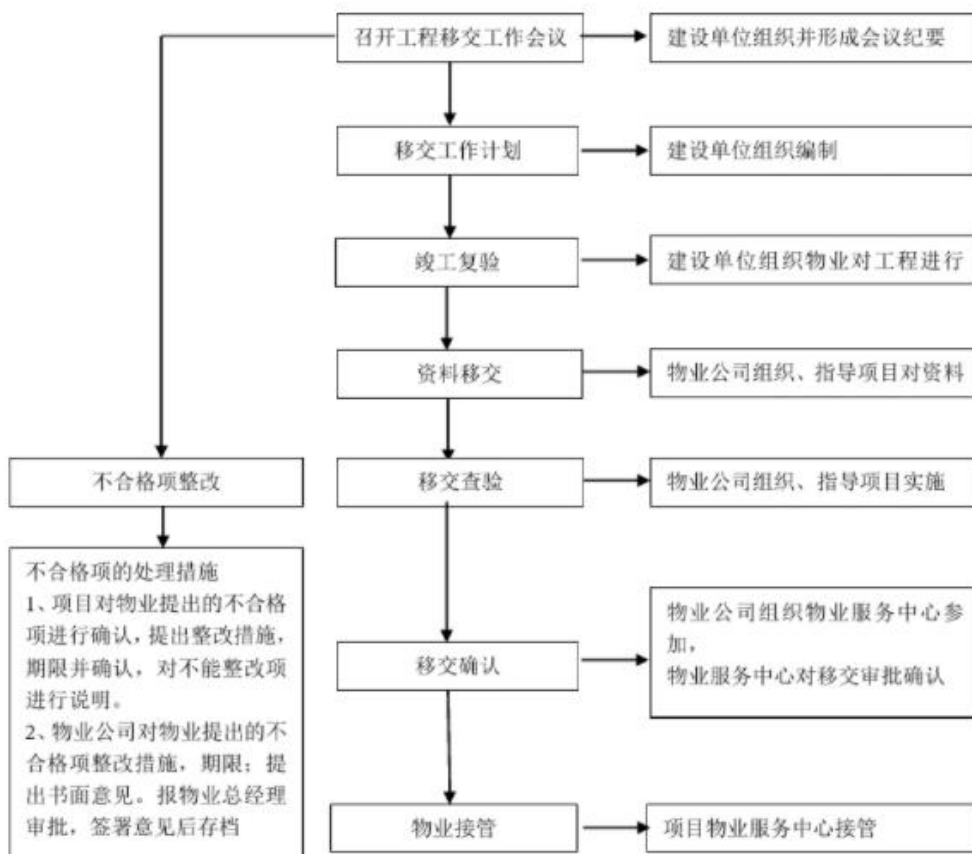 召开工程移交工作会议
建设单位组织并形成会议纪要
移交工作计划
建设单位组织编制
竣工复验
建设单位组织物业对工程进行
资料移交
物业公司组织、指导项目对资料
不合格项整改
移交查验
物业公司组织、指导项目实施
不合格项的处理措施
1、项目对物业提出的不合格
项进行确认，提出整改措施，
期限并确认，对不能整改项
进行说明。
2、物业公司对物业提出的不
合格项整改措施，期限；提
出书面意见。报物业总经理
审批，签署意见后存档
移交确认
物业公司组织物业服务中心参
加，
物业服务中心对移交审批确认
物业接管
项目物业服务中心接管